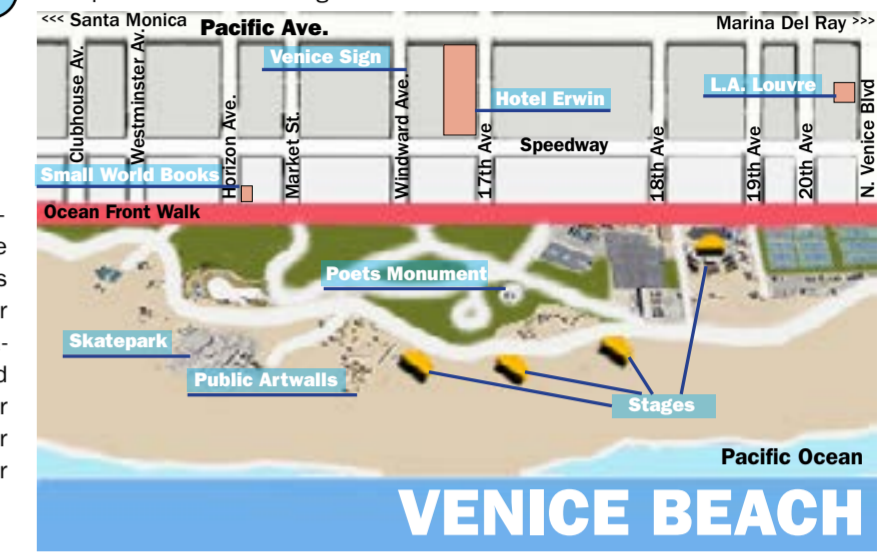 <<< Santa Monica
Pacific Ave.
Marina Del Ray >>>
Clubhouse Av.
Westminster Av.
Horizon Ave.
Market St.
Windward Ave.
17th Ave
18th Ave
19th Ave
20th Ave
N. Venice Blvd
Venice Sign
Hotel Erwin
L.A. Louvre
Speedway
Small World Books
Ocean Front Walk
Poets Monument
Skatepark
Public Artwalls
Stages
Pacific Ocean
VENICE BEACH